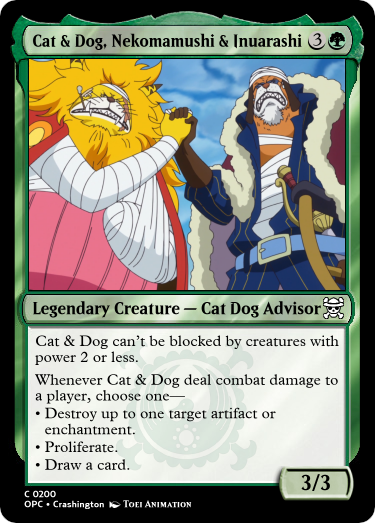 Cat & Dog, Nekomamushi & Inuarashi 3
Legendary Creature — Cat Dog Advisor
Cat & Dog can't be blocked by creatures with
power 2 or less.
Whenever Cat & Dog deal combat damage to
a player, choose one—
• Destroy up to one target artifact or
enchantment.
• Proliferate.
• Draw a card.
3/3
C 0200
OPC • Crashington TOEI ANIMATION